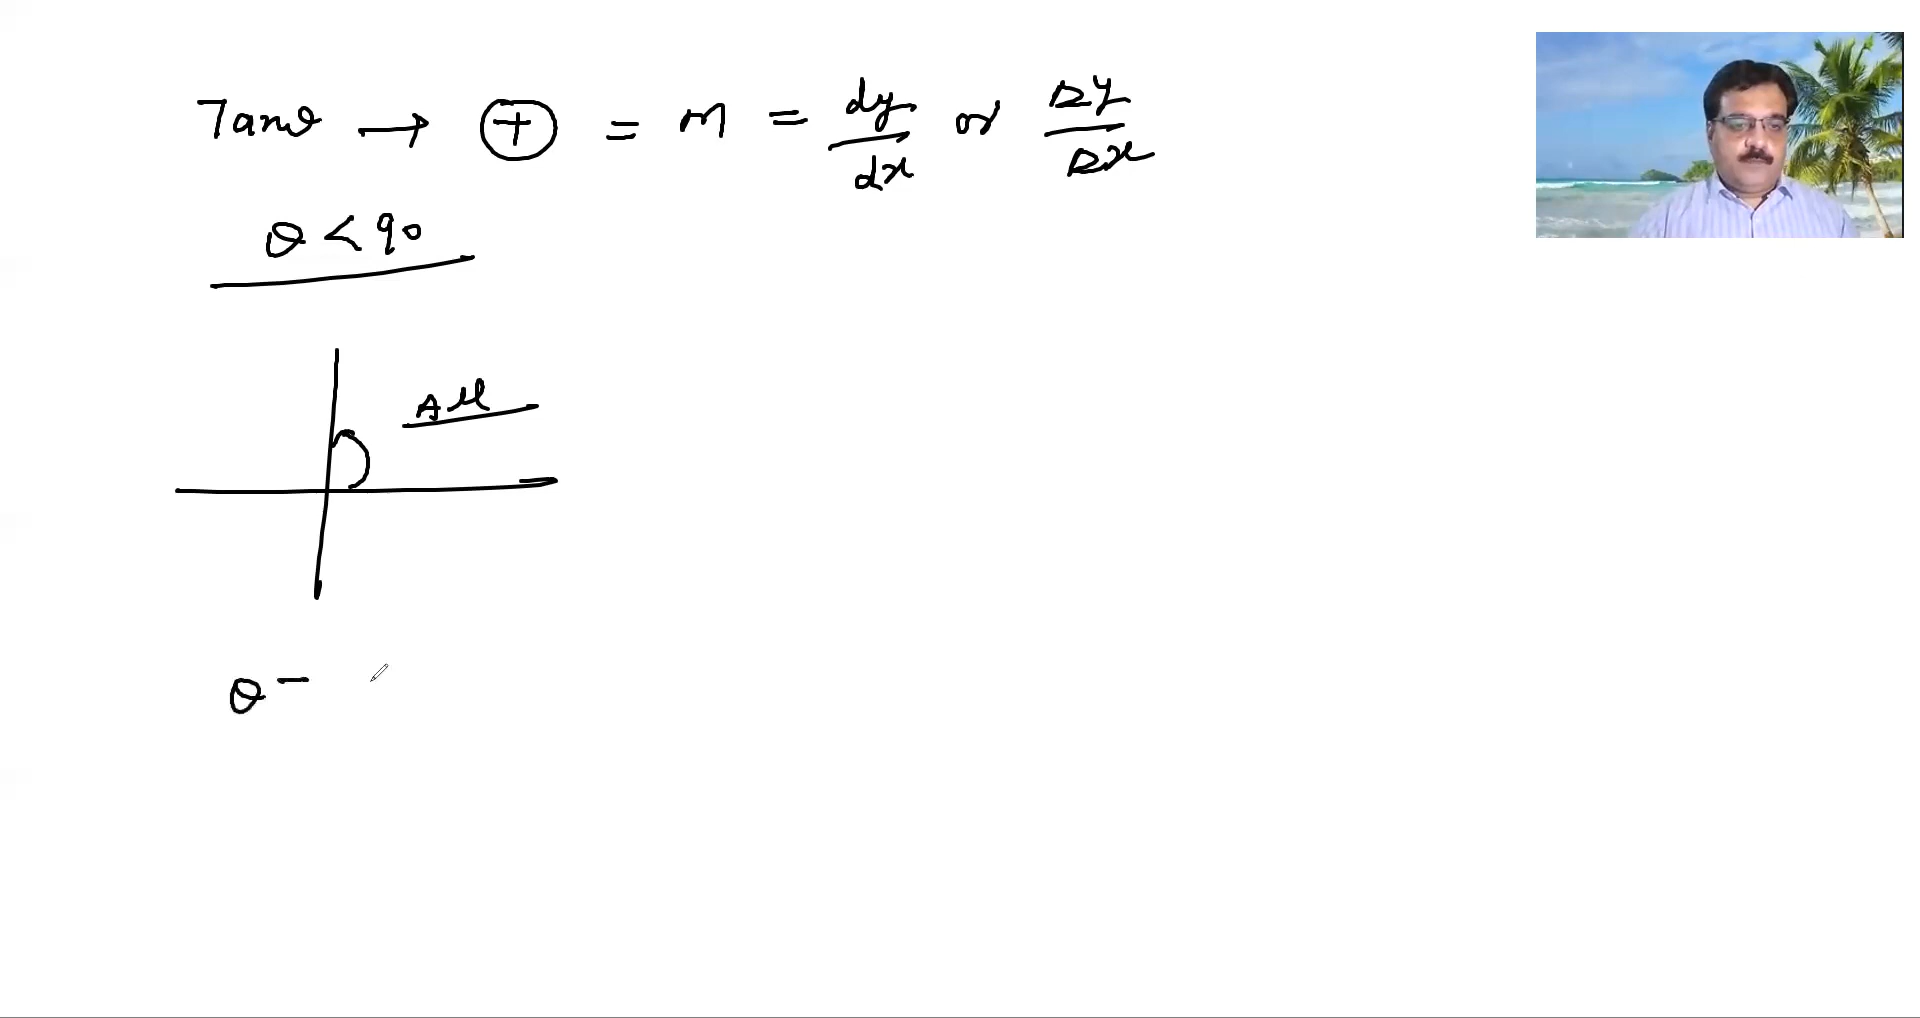 Tanθ → ⊕ = m = dy/dx or Δy/Δx
θ < 90
All
θ -